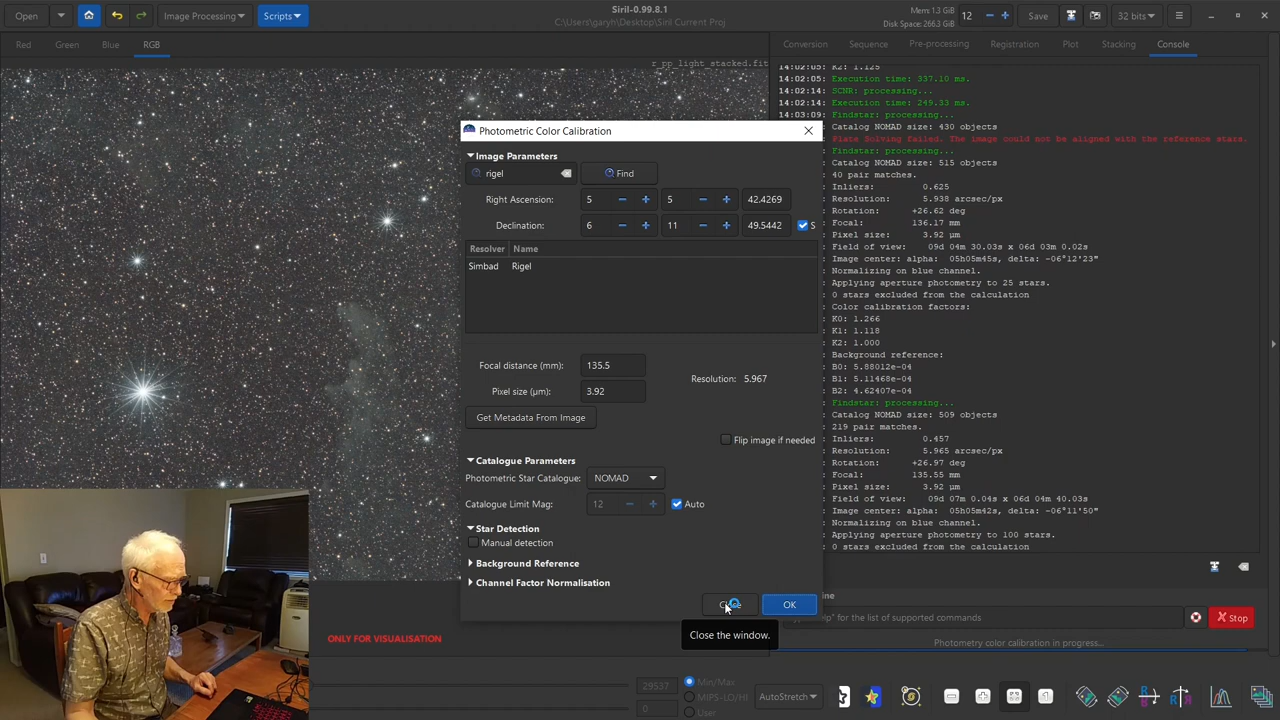 Open
Image Processing
Scripts
Siril-0.99.8.1
C:\Users\garyh\Desktop\Siril Current Proj
Mem: 1.3 GiB
Disk Space: 266.3 GiB
12
Save
32 bits
Red
Green
Blue
RGB
Conversion
Sequence
Pre-processing
Registration
Plot
Stacking
Console
r_pp_light_stacked.fit
14:02:05: K2: 1.125
14:02:05: Execution time: 337.10 ms.
14:02:14: SCNR: processing...
14:02:14: Execution time: 249.33 ms.
14:03:09: Findstar: processing...
: Catalog NOMAD size: 430 objects
: Plate Solving failed. The image could not be aligned with the reference stars.
: Findstar: processing...
: Catalog NOMAD size: 515 objects
: 40 pair matches.
: Inliers: 0.625
: Resolution: 5.938 arcsec/px
: Rotation: +26.62 deg
: Focal: 136.17 mm
: Pixel size: 3.92 µm
: Field of view: 09d 04m 30.03s x 06d 03m 0.02s
: Image center: alpha: 05h05m45s, delta: -06°12'23"
: Normalizing on blue channel.
: Applying aperture photometry to 25 stars.
: 0 stars excluded from the calculation
: Color calibration factors:
: K0: 1.266
: K1: 1.118
: K2: 1.000
: Background reference:
: B0: 5.88012e-04
: B1: 5.11468e-04
: B2: 4.62407e-04
: Findstar: processing...
: Catalog NOMAD size: 509 objects
: 219 pair matches.
: Inliers: 0.457
: Resolution: 5.965 arcsec/px
: Rotation: +26.97 deg
: Focal: 135.55 mm
: Pixel size: 3.92 µm
: Field of view: 09d 07m 0.04s x 06d 04m 40.03s
: Image center: alpha: 05h05m42s, delta: -06°11'50"
: Normalizing on blue channel.
: Applying aperture photometry to 100 stars.
: 0 stars excluded from the calculation
Photometric Color Calibration
Image Parameters
rigel
Find
Right Ascension: 5 5 42.4269
Declination: 6 11 49.5442 S
Resolver Name
Simbad Rigel
Focal distance (mm): 135.5
Resolution: 5.967
Pixel size (µm): 3.92
Get Metadata From Image
Flip image if needed
Catalogue Parameters
Photometric Star Catalogue: NOMAD
Catalogue Limit Mag: 12 Auto
Star Detection
Manual detection
Background Reference
Channel Factor Normalisation
OK
Close the window.
help" for the list of supported commands
Stop
Photometry color calibration in progress...
ONLY FOR VISUALISATION
29537
0
Min/Max
MIPS-LO/HI
User
AutoStretch